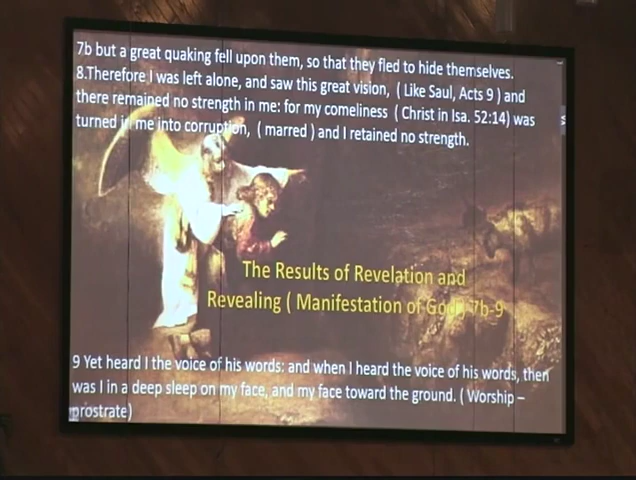 7b but a great quaking fell upon them, so that they fled to hide themselves.
8.Therefore I was left alone, and saw this great vision, ( Like Saul, Acts 9 ) and
there remained no strength in me: for my comeliness ( Christ in Isa. 52:14) was
turned in me into corruption, ( marred ) and I retained no strength.
The Results of Revelation and
Revealing ( Manifestation of God ) 7b-9
9 Yet heard I the voice of his words: and when I heard the voice of his words, then
was I in a deep sleep on my face, and my face toward the ground. ( Worship –
prostrate)